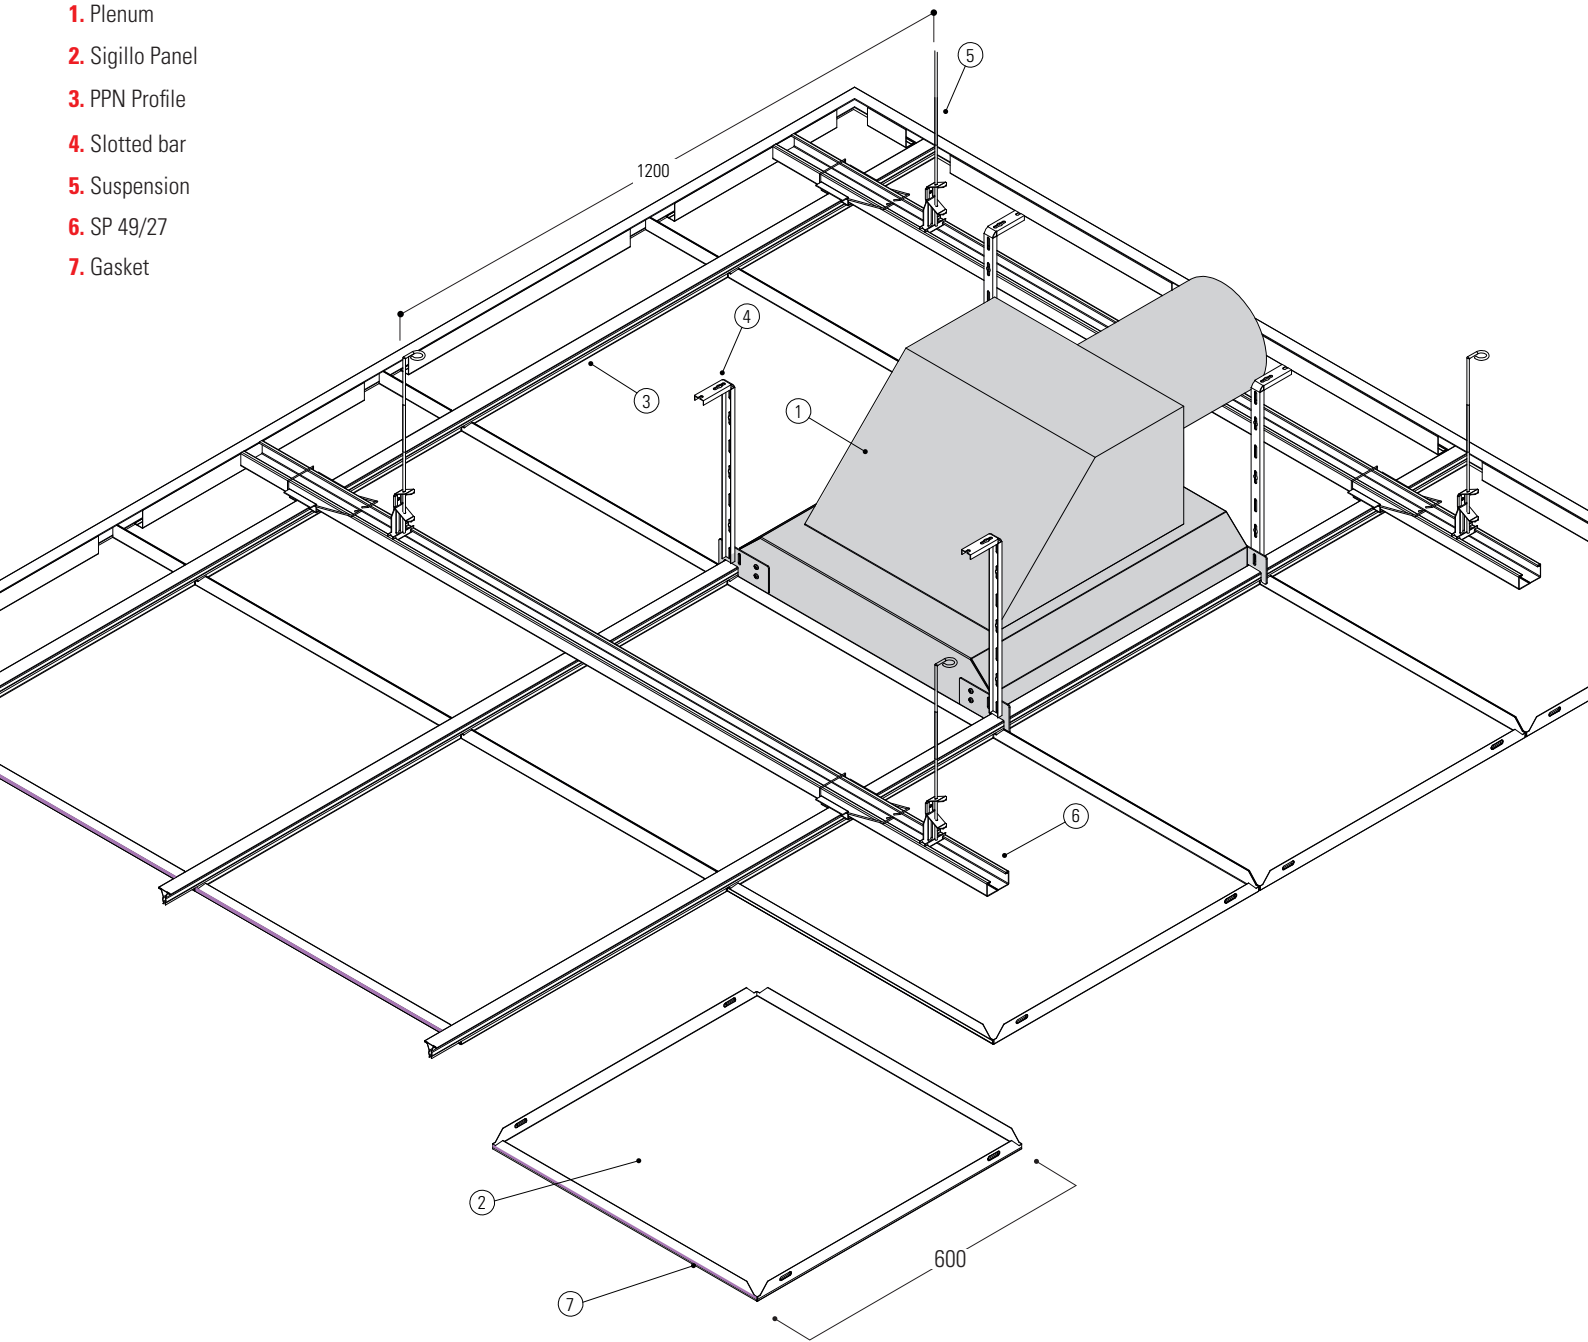 1. Plenum
2. Sigillo Panel
3. PPN Profile
4. Slotted bar
5. Suspension
6. SP 49/27
7. Gasket
5
1200
4
3
1
6
2
600
7